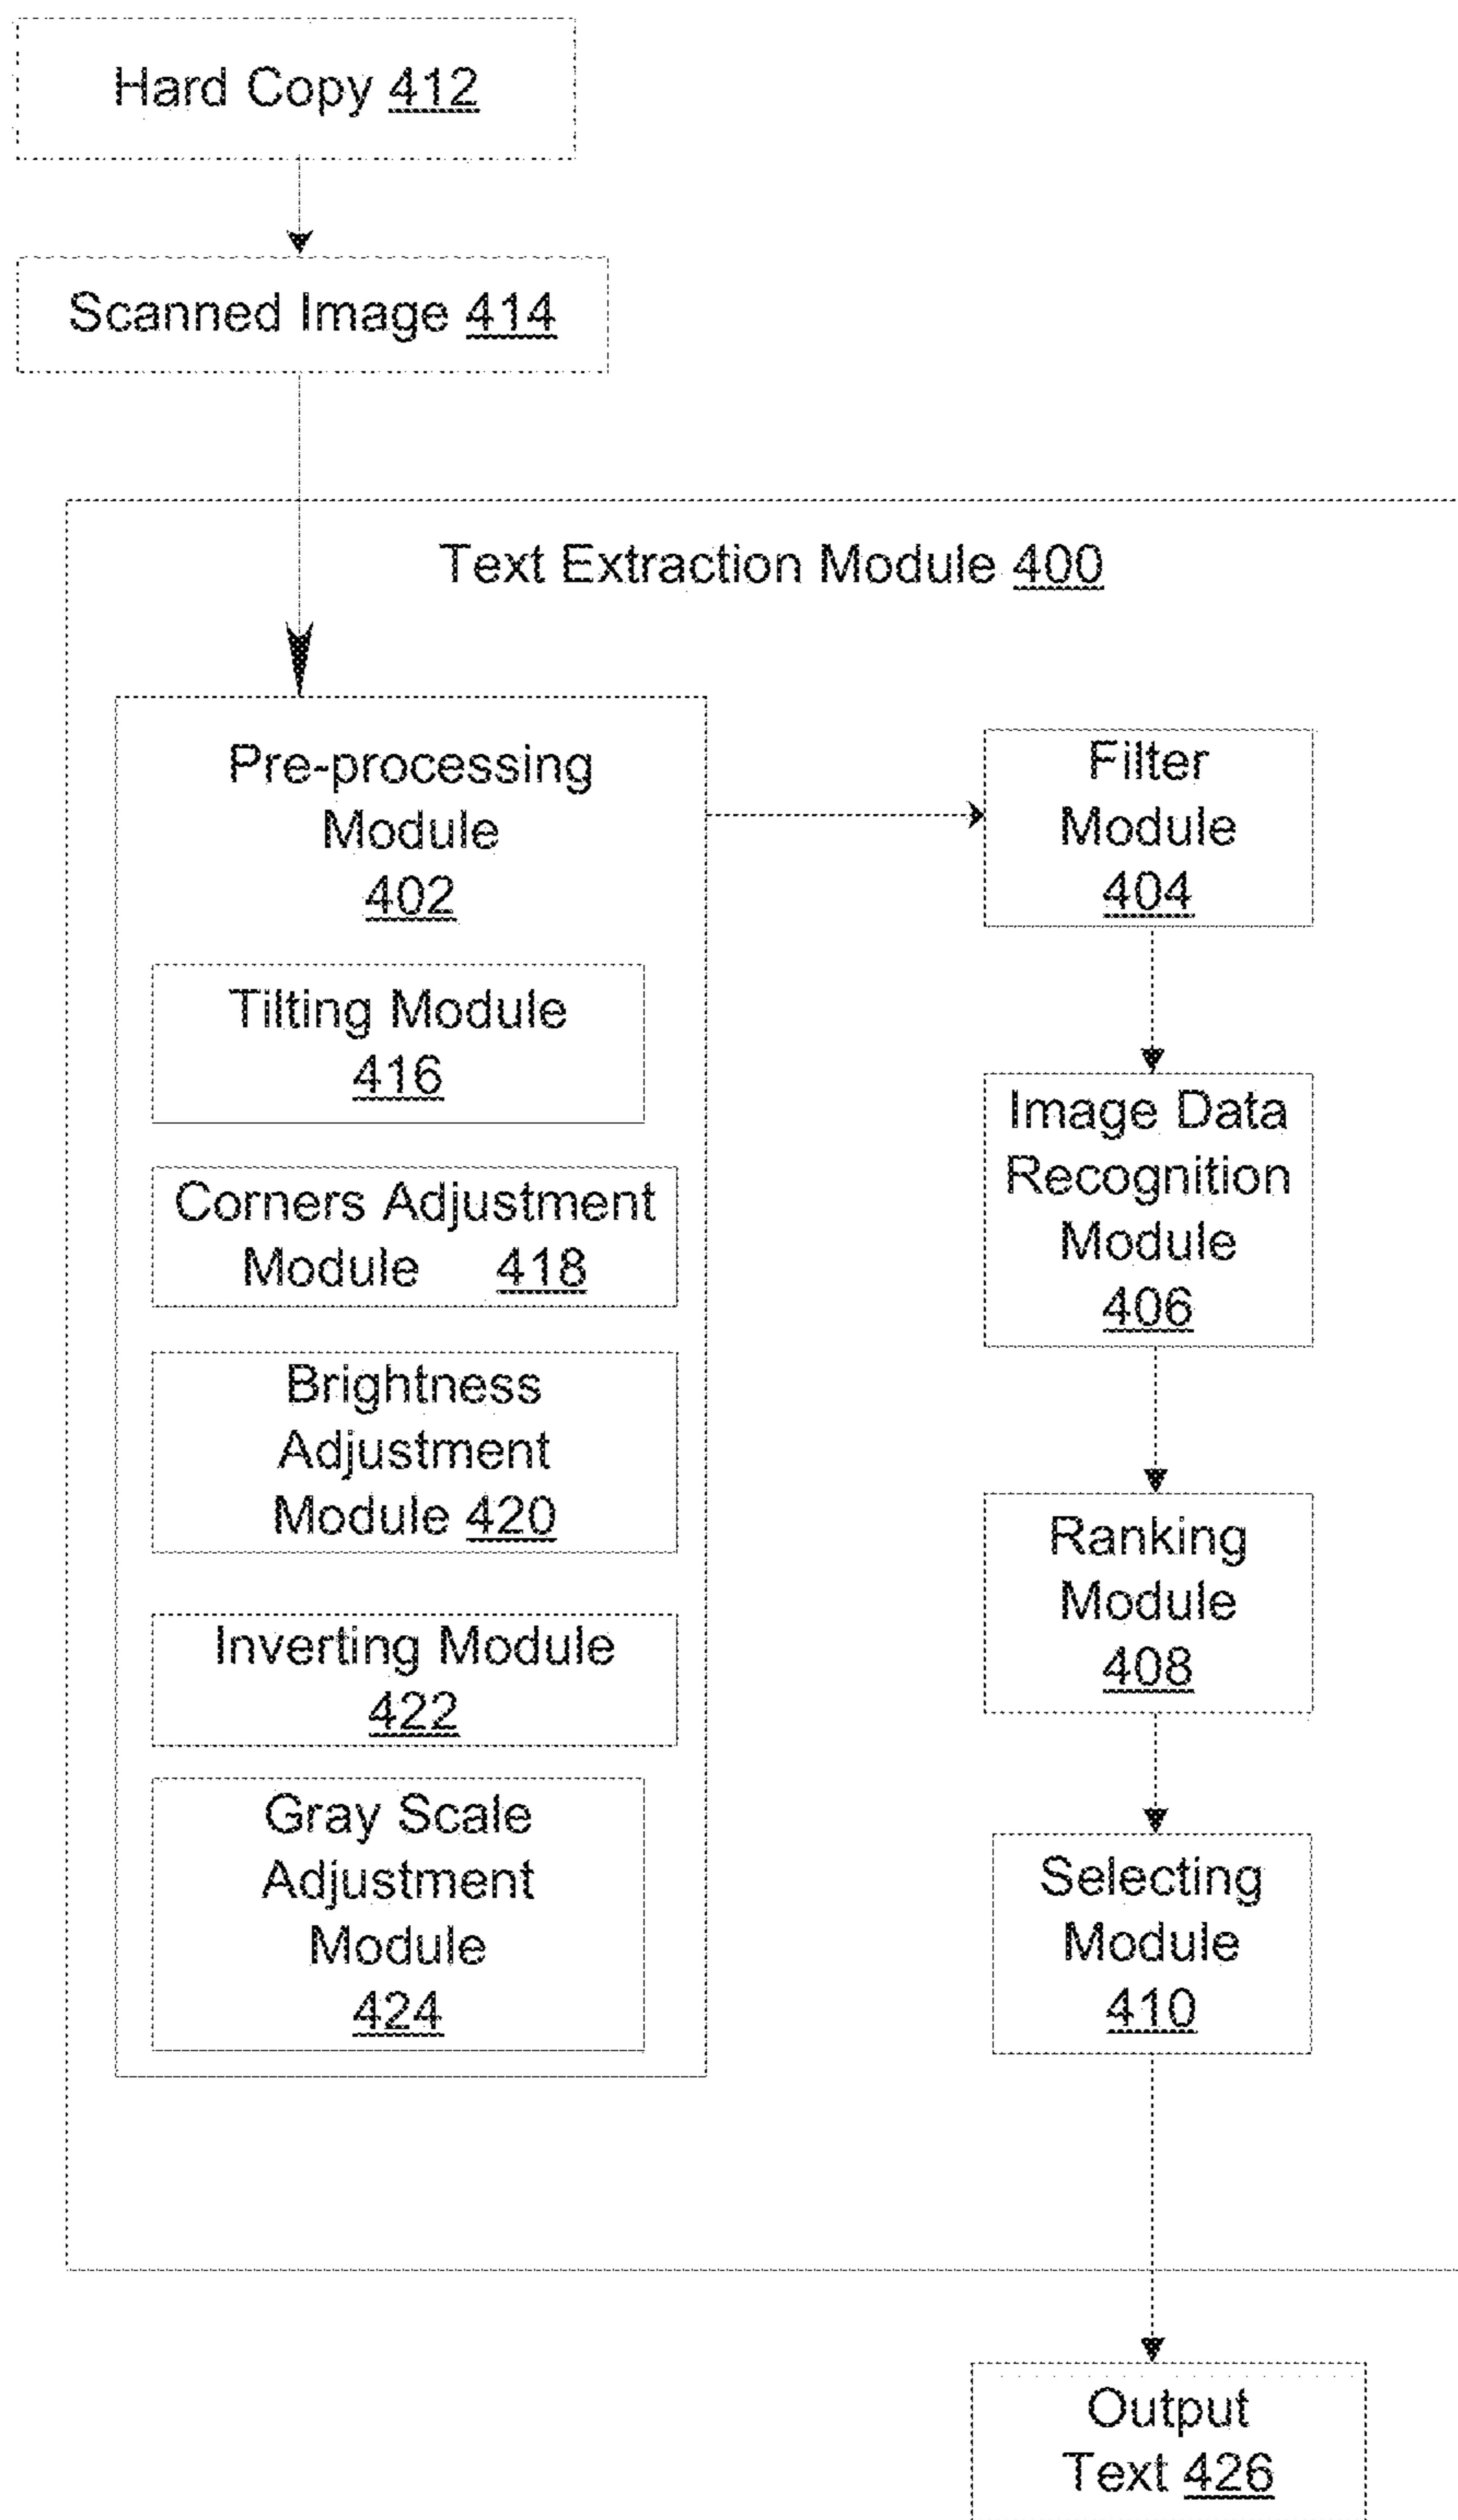 Hard Copy 412
Scanned Image 414
Text Extraction Module 400
Pre-processing
Module
402
Tilting Module
416
Corners Adjustment
Module 418
Brightness
Adjustment
Module 420
Inverting Module
422
Gray Scale
Adjustment
Module
424
Filter
Module
404
Image Data
Recognition
Module
406
Ranking
Module
408
Selecting
Module
410
Output
Text 426